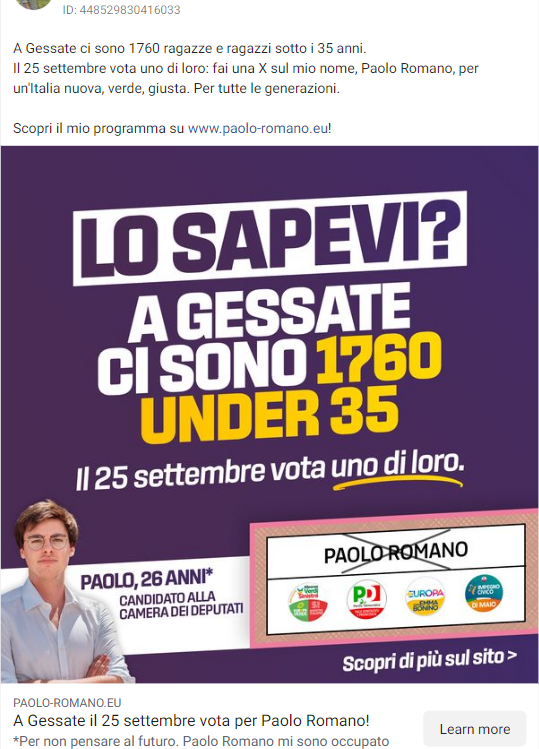 ID: 448529830416033
A Gessate ci sono 1760 ragazze e ragazzi sotto i 35 anni.
Il 25 settembre vota uno di loro: fai una X sul mio nome, Paolo Romano, per
un'Italia nuova, verde, giusta. Per tutte le generazioni.
Scopri il mio programma su www.paolo-romano.eu!
LO SAPEVI?
A GESSATE
CI SONO 1760
UNDER 35
Il 25 settembre vota uno di loro.
PAOLO, 26 ANNI*
CANDIDATO ALLA
CAMERA DEI DEPUTATI
PAOLO ROMANO
Verdi
Sinistra
PD
EUROPA
EMMA
BONINO
IMPEGNO
CIVICO
DI MAIO
Scopri di più sul sito >
PAOLO-ROMANO.EU
A Gessate il 25 settembre vota per Paolo Romano!
*Per non pensare al futuro. Paolo Romano mi sono occupato
Learn more